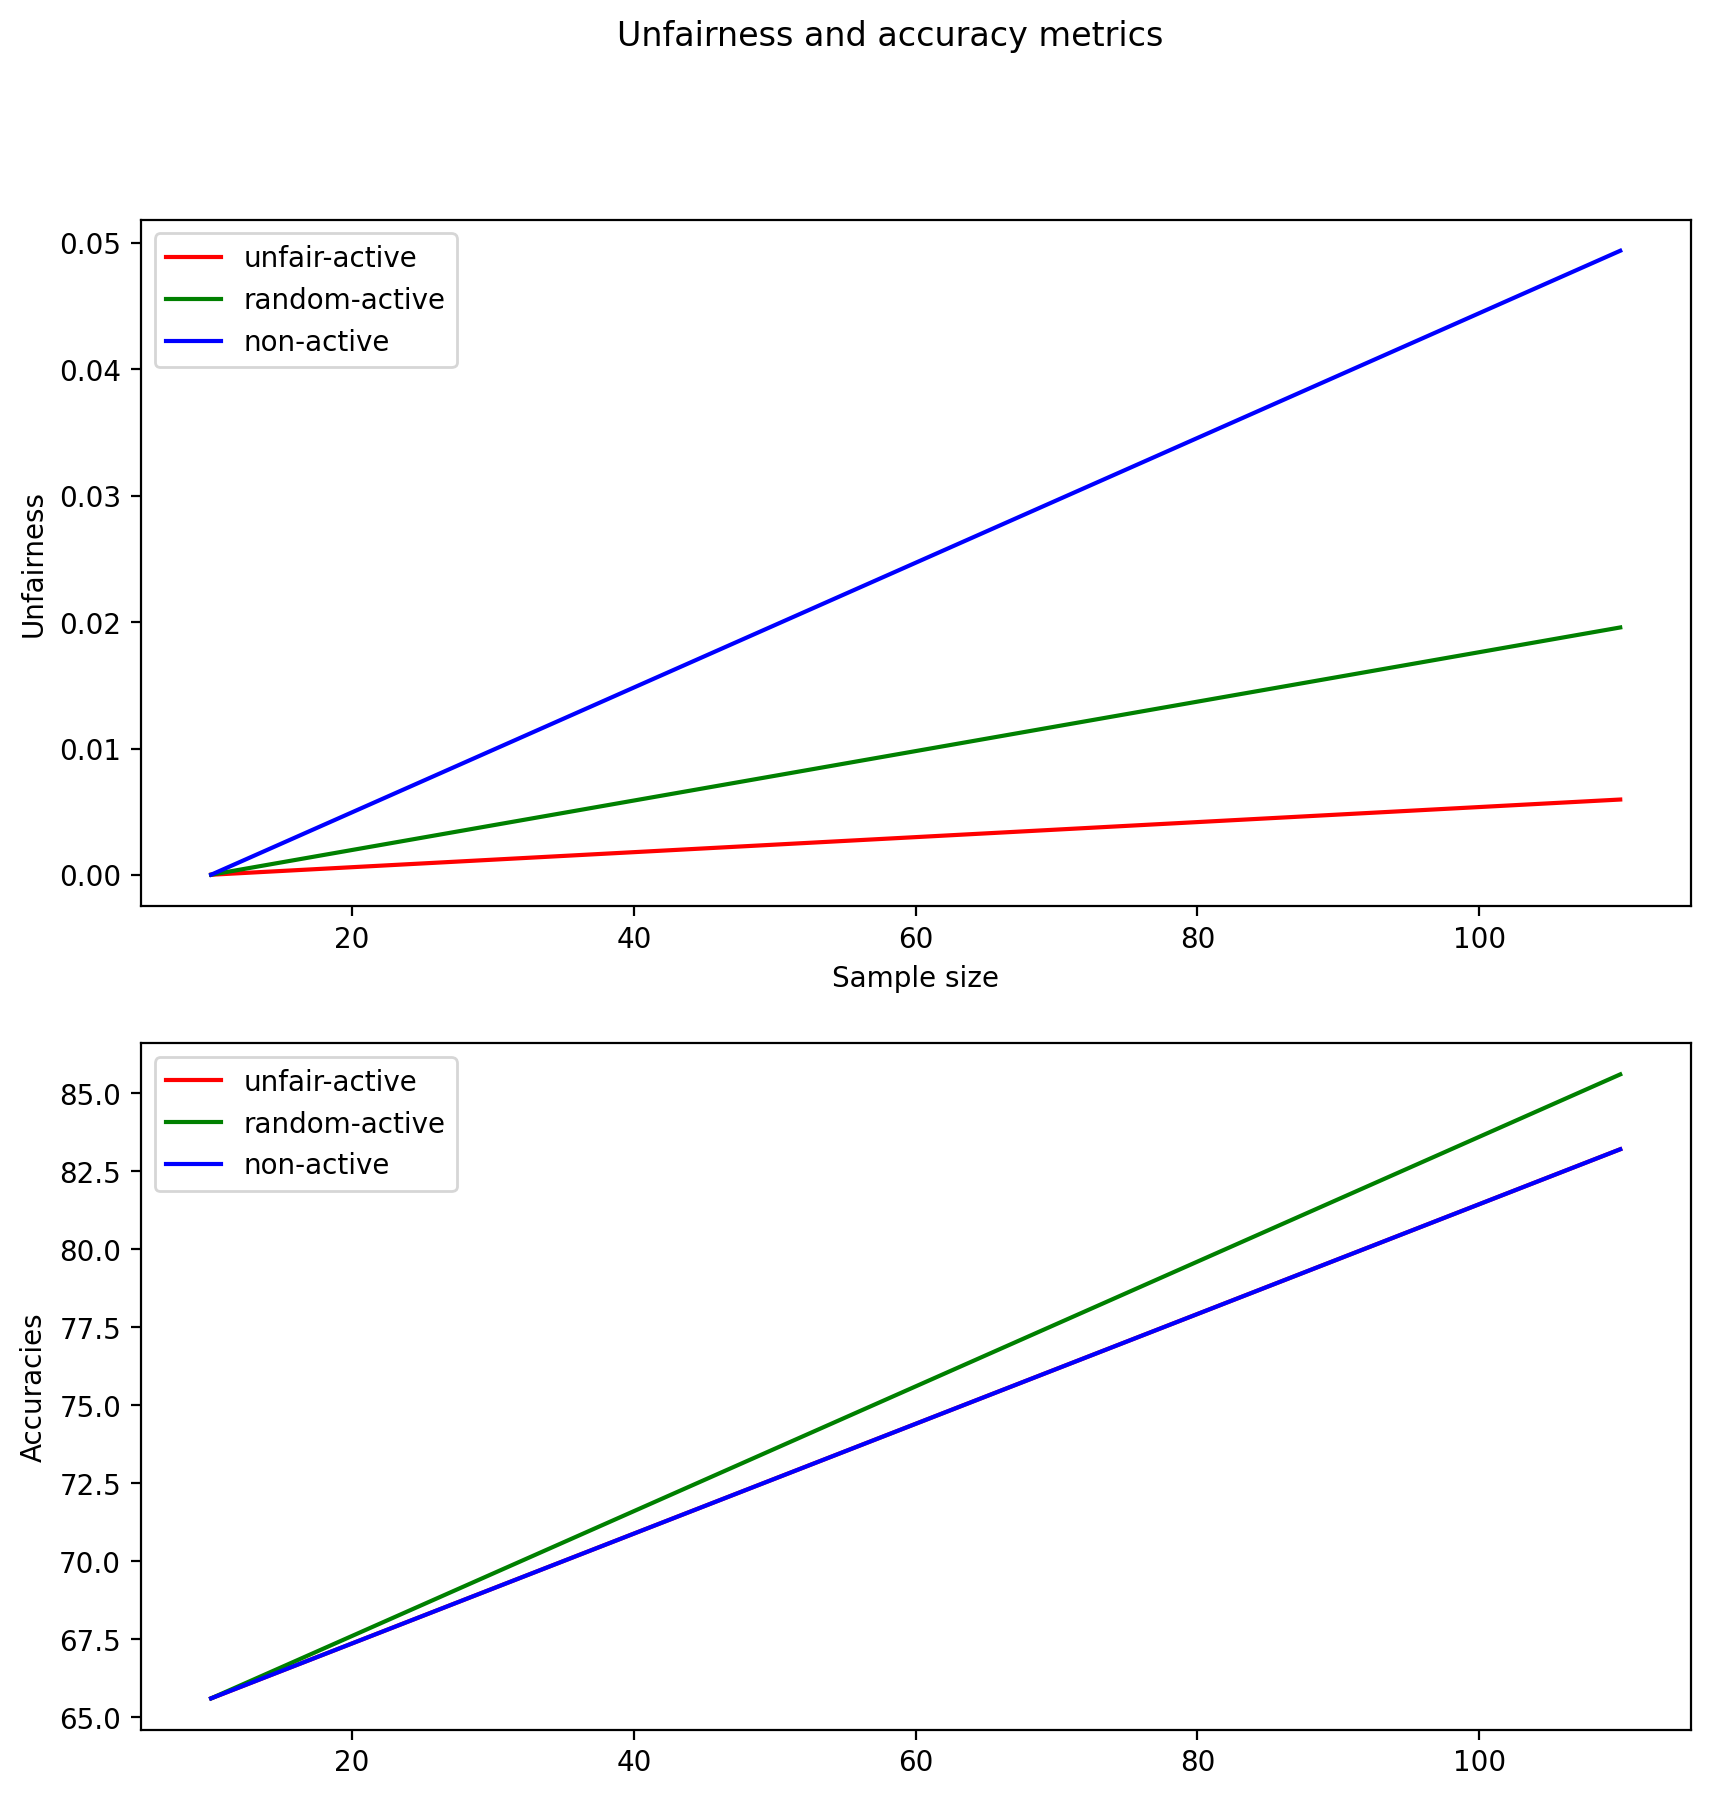 Unfairness and accuracy metrics
unfair-active
random-active
non-active
0.05
0.04
0.03
0.02
0.01
0.00
Unfairness
20 40 60 80 100
Sample size
unfair-active
random-active
non-active
85.0
82.5
80.0
77.5
75.0
72.5
70.0
67.5
65.0
Accuracies
20 40 60 80 100